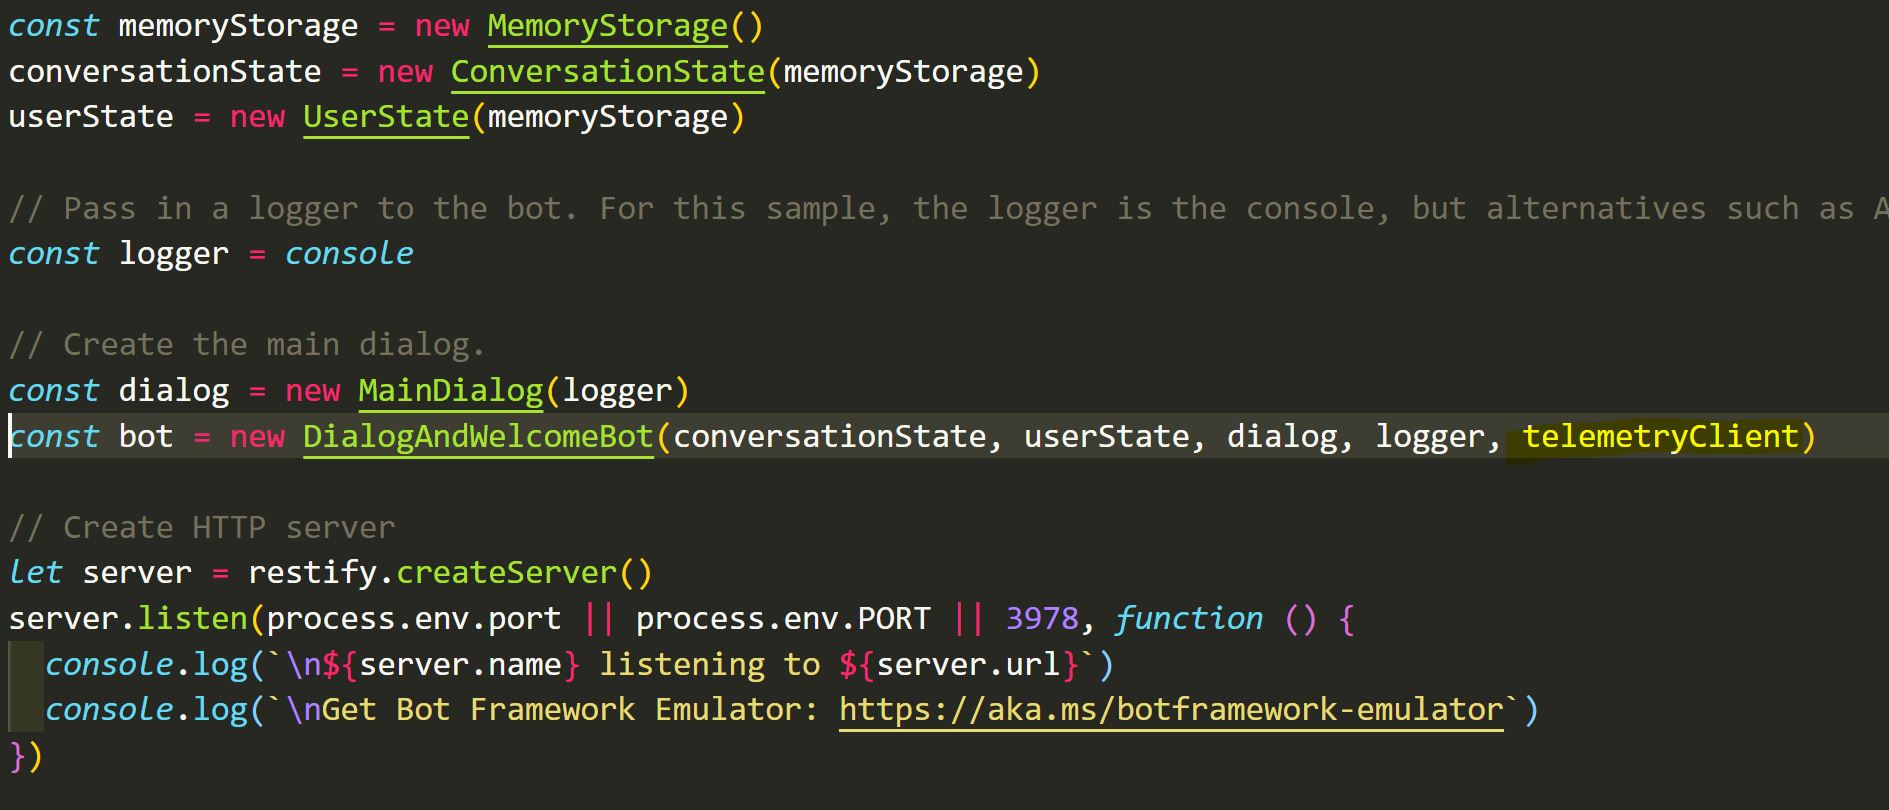 const memoryStorage = new MemoryStorage()
conversationState = new ConversationState(memoryStorage)
userState = new UserState(memoryStorage)
// Pass in a logger to the bot. For this sample, the logger is the console, but alternatives such as A
const logger = console
// Create the main dialog.
const dialog = new MainDialog(logger)
const bot = new DialogAndWelcomeBot(conversationState, userState, dialog, logger, telemetryClient)
// Create HTTP server
let server = restify.createServer()
server.listen(process.env.port || process.env.PORT || 3978, function () {
  console.log(`\n${server.name} listening to ${server.url}`)
  console.log(`\nGet Bot Framework Emulator: https://aka.ms/botframework-emulator`)
})